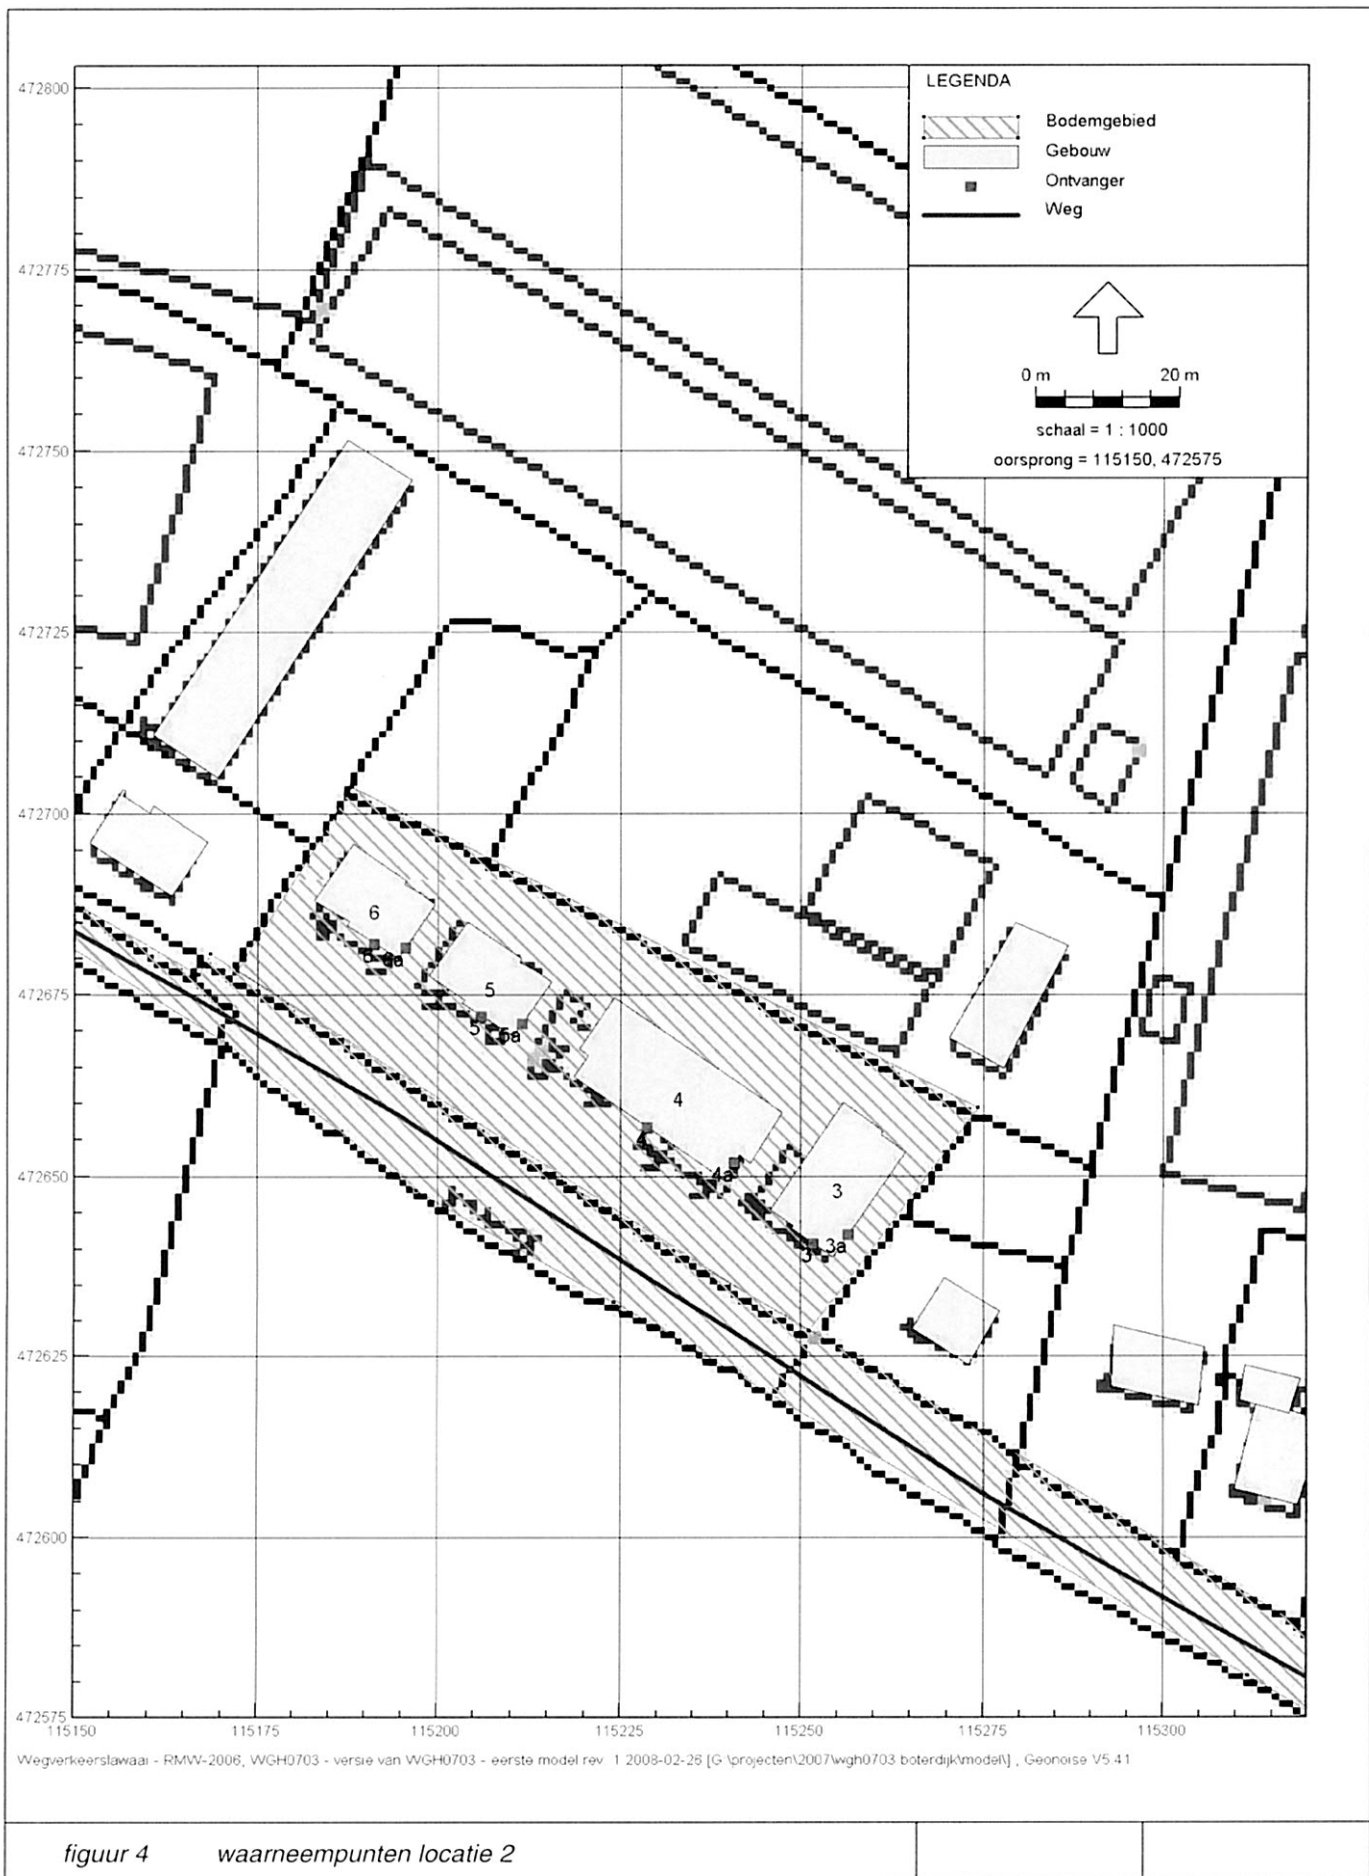 LEGENDA
Bodemgebied
Gebouw
Ontvanger
Weg
0 m 20 m
schaal = 1 : 1000
oorsprong = 115150, 472575
472800
472775
472750
472725
472700
472675
472650
472625
472600
472575
6
6a
5
5
5a
4
4
4a
3
3
3a
115150 115175 115200 115225 115250 115275 115300
Wegverkeerslawaai - RMW-2006, WGH0703 - versie van WGH0703 - eerste model rev. 1 2008-02-26 [G:\projecten\2007\wgh0703 boterdijk\model\] , Geonoise V5.41
figuur 4 waarneempunten locatie 2